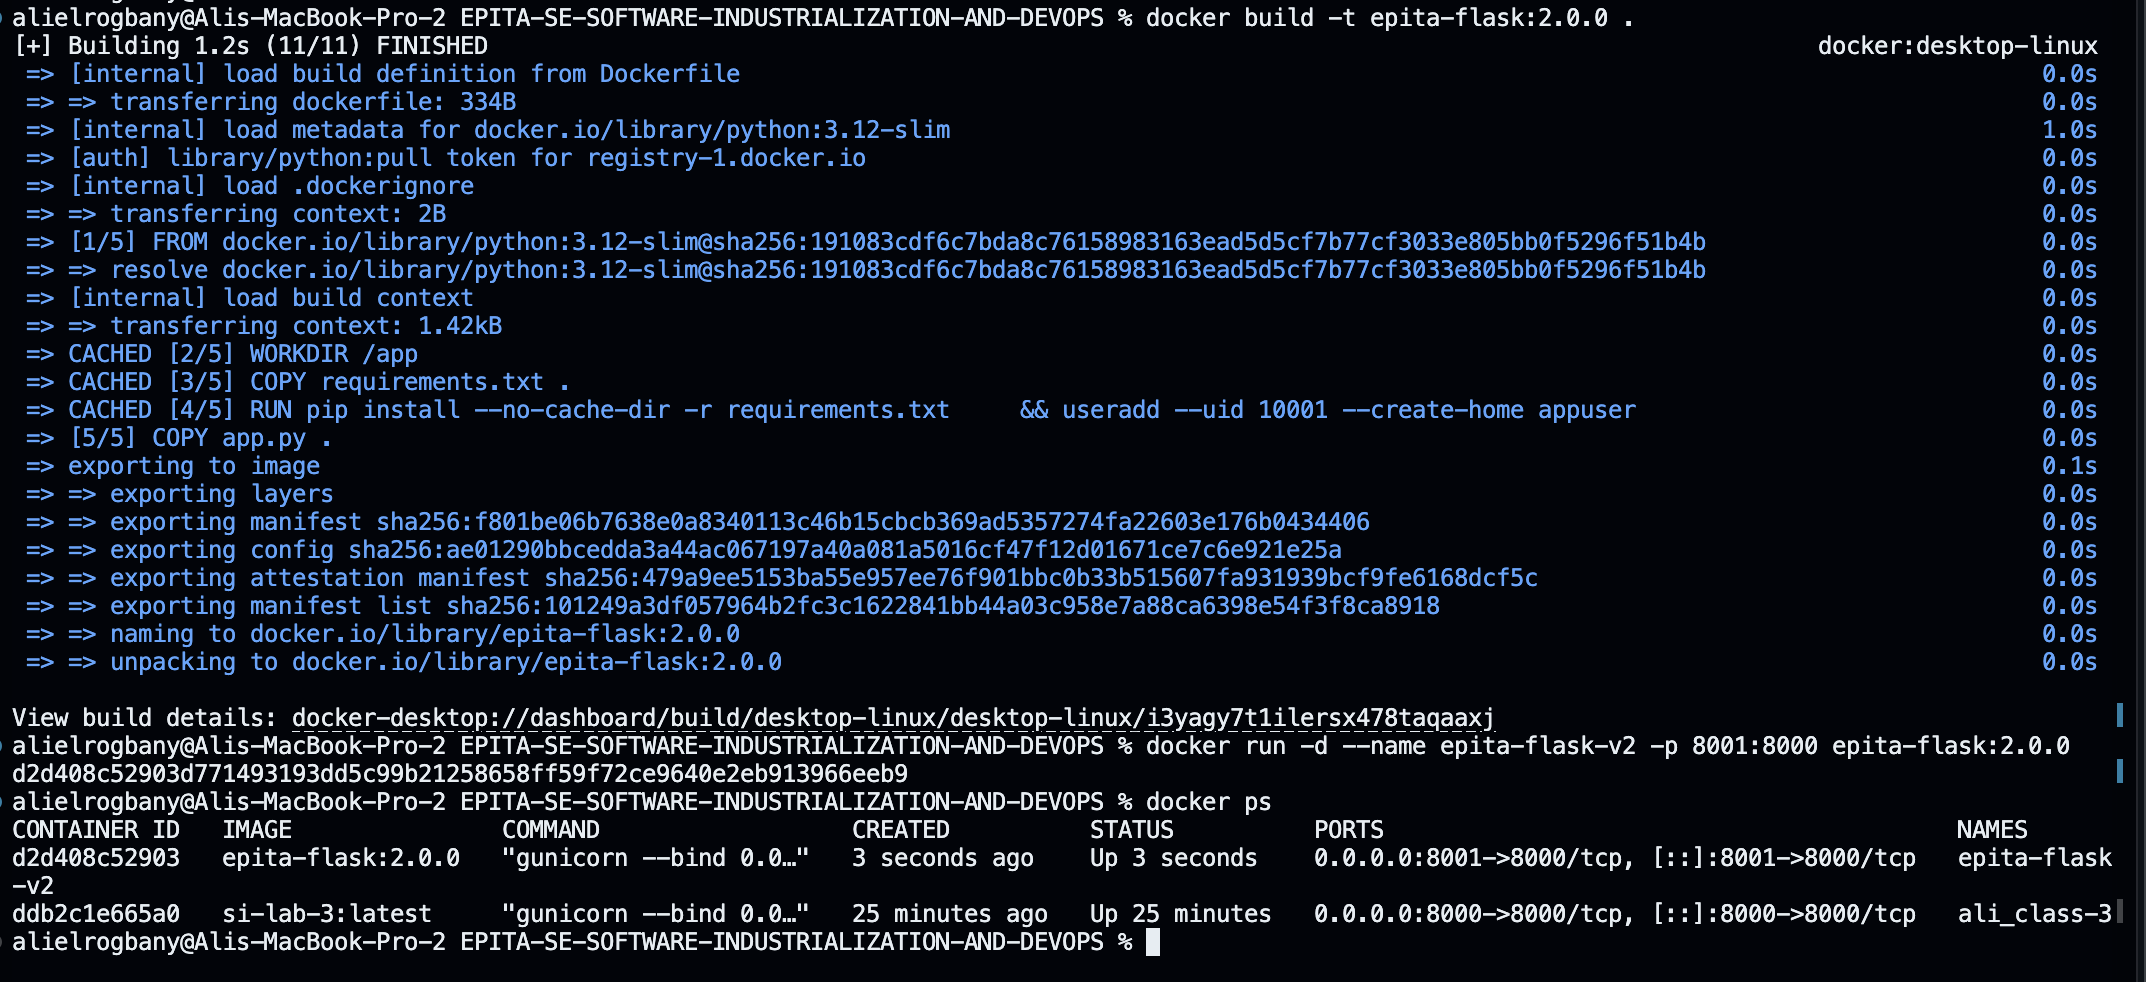 alielrogbany@Alis-MacBook-Pro-2 EPITA-SE-SOFTWARE-INDUSTRIALIZATION-AND-DEVOPS % docker build -t epita-flask:2.0.0 .
[+] Building 1.2s (11/11) FINISHED docker:desktop-linux
=> [internal] load build definition from Dockerfile 0.0s
=> => transferring dockerfile: 334B 0.0s
=> [internal] load metadata for docker.io/library/python:3.12-slim 1.0s
=> [auth] library/python:pull token for registry-1.docker.io 0.0s
=> [internal] load .dockerignore 0.0s
=> => transferring context: 2B 0.0s
=> [1/5] FROM docker.io/library/python:3.12-slim@sha256:191083cdf6c7bda8c76158983163ead5d5cf7b77cf3033e805bb0f5296f51b4b 0.0s
=> => resolve docker.io/library/python:3.12-slim@sha256:191083cdf6c7bda8c76158983163ead5d5cf7b77cf3033e805bb0f5296f51b4b 0.0s
=> [internal] load build context 0.0s
=> => transferring context: 1.42kB 0.0s
=> CACHED [2/5] WORKDIR /app 0.0s
=> CACHED [3/5] COPY requirements.txt . 0.0s
=> CACHED [4/5] RUN pip install --no-cache-dir -r requirements.txt     && useradd --uid 10001 --create-home appuser 0.0s
=> [5/5] COPY app.py . 0.0s
=> exporting to image 0.1s
=> => exporting layers 0.0s
=> => exporting manifest sha256:f801be06b7638e0a8340113c46b15cbcb369ad5357274fa22603e176b0434406 0.0s
=> => exporting config sha256:ae01290bbcedda3a44ac067197a40a081a5016cf47f12d01671ce7c6e921e25a 0.0s
=> => exporting attestation manifest sha256:479a9ee5153ba55e957ee76f901bbc0b33b515607fa931939bcf9fe6168dcf5c 0.0s
=> => exporting manifest list sha256:101249a3df057964b2fc3c1622841bb44a03c958e7a88ca6398e54f3f8ca8918 0.0s
=> => naming to docker.io/library/epita-flask:2.0.0 0.0s
=> => unpacking to docker.io/library/epita-flask:2.0.0 0.0s
View build details: docker-desktop://dashboard/build/desktop-linux/desktop-linux/i3yagy7t1ilersx478taqaaxj
alielrogbany@Alis-MacBook-Pro-2 EPITA-SE-SOFTWARE-INDUSTRIALIZATION-AND-DEVOPS % docker run -d --name epita-flask-v2 -p 8001:8000 epita-flask:2.0.0
d2d408c52903d771493193dd5c99b21258658ff59f72ce9640e2eb913966eeb9
alielrogbany@Alis-MacBook-Pro-2 EPITA-SE-SOFTWARE-INDUSTRIALIZATION-AND-DEVOPS % docker ps
CONTAINER ID   IMAGE   COMMAND   CREATED   STATUS   PORTS   NAMES
d2d408c52903   epita-flask:2.0.0   "gunicorn --bind 0.0…"   3 seconds ago   Up 3 seconds   0.0.0.0:8001->8000/tcp, [::]:8001->8000/tcp   epita-flask
-v2
ddb2c1e665a0   si-lab-3:latest   "gunicorn --bind 0.0…"   25 minutes ago   Up 25 minutes   0.0.0.0:8000->8000/tcp, [::]:8000->8000/tcp   ali_class-3
alielrogbany@Alis-MacBook-Pro-2 EPITA-SE-SOFTWARE-INDUSTRIALIZATION-AND-DEVOPS %